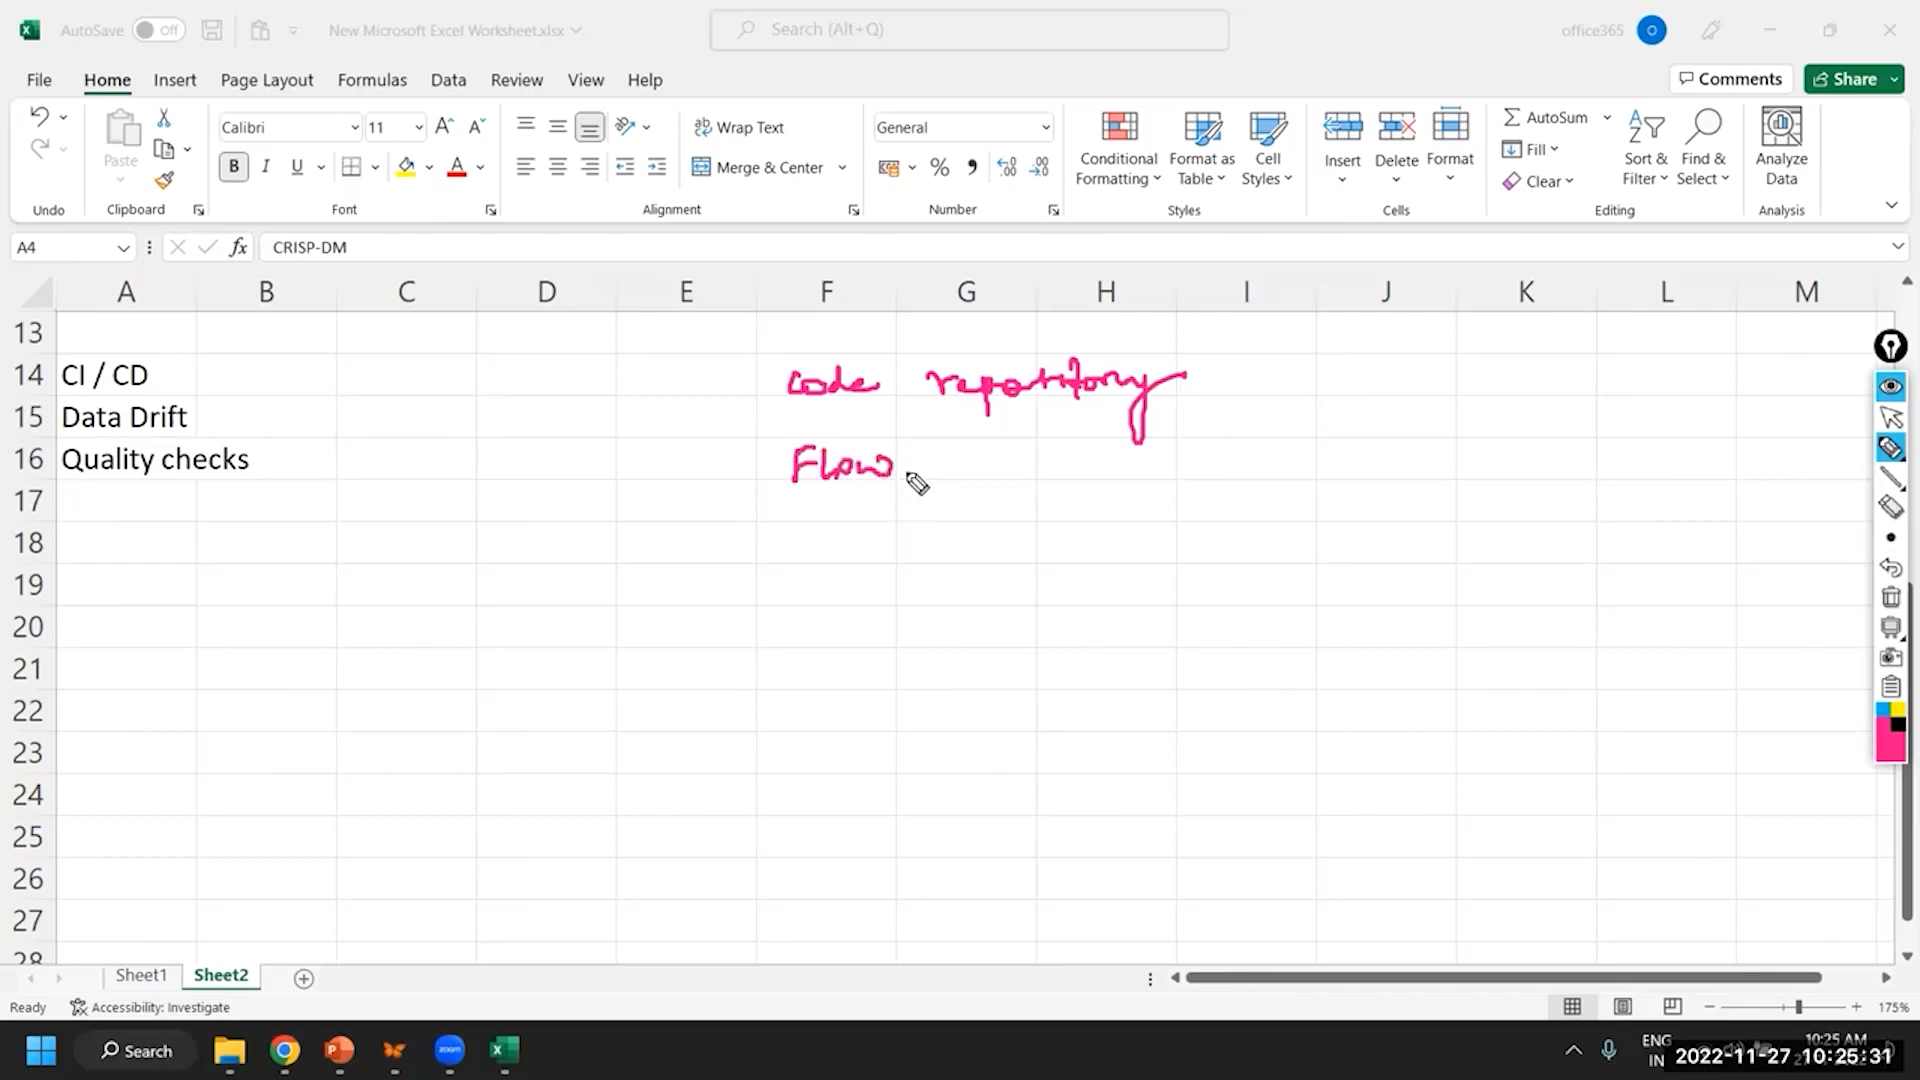 AutoSave Off New Microsoft Excel Worksheet.xlsx Search (Alt+Q) office365 O
File Home Insert Page Layout Formulas Data Review View Help Comments Share
Calibri 11 A A Wrap Text General AutoSum
Paste B I U A Merge & Center % Conditional Formatting Format as Table Cell Styles Insert Delete Format Fill Clear Sort & Filter Find & Select Analyze Data
Undo Clipboard Font Alignment Number Styles Cells Editing Analysis
A4 fx CRISP-DM
A B C D E F G H I J K L M
13
14 CI / CD code repository
15 Data Drift
16 Quality checks Flow
17
18
19
20
21
22
23
24
25
26
27
28
Sheet1 Sheet2
Ready Accessibility: Investigate 175%
Search zoom ENG IN 10:25 AM
2022-11-27 10:25:31